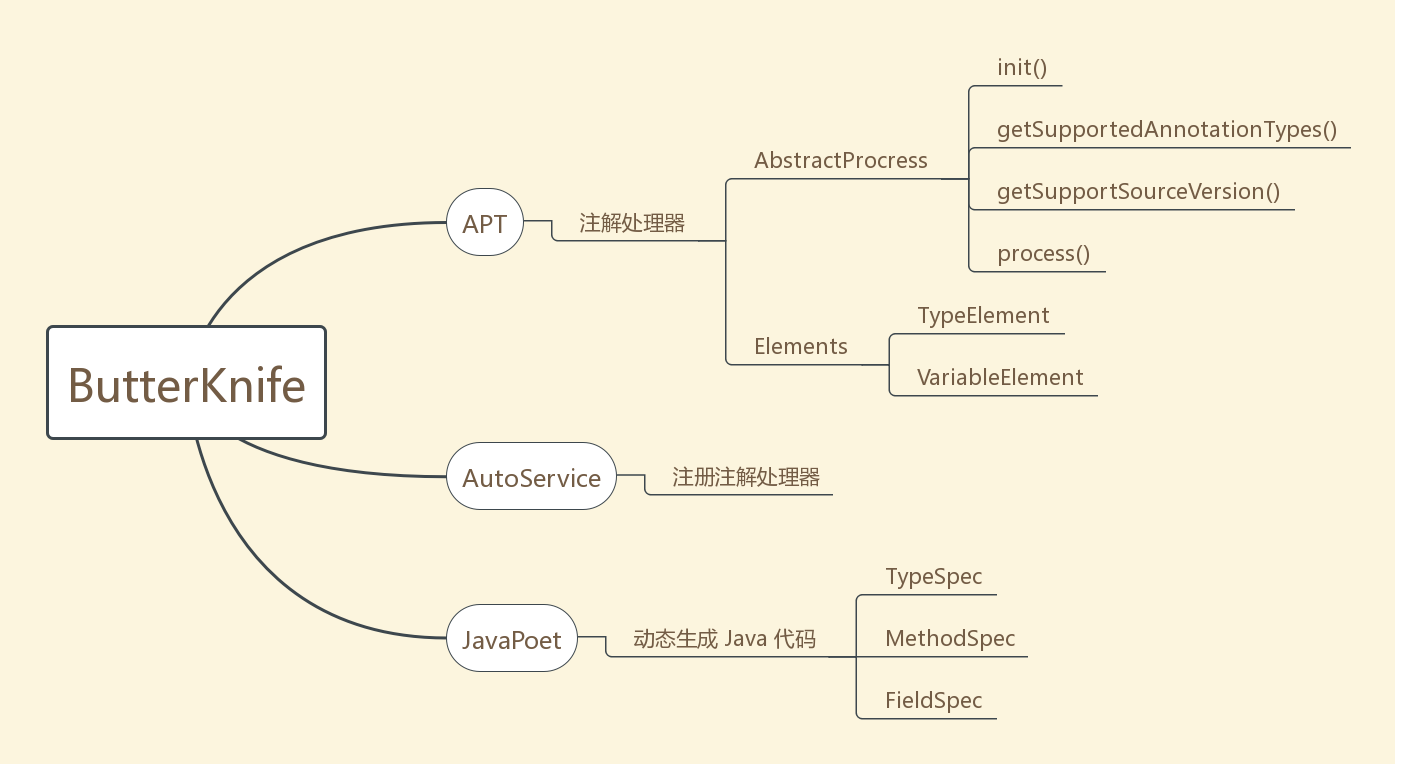 ButterKnife
APT
注解处理器
AbstractProcress
init()
getSupportedAnnotationTypes()
getSupportSourceVersion()
process()
Elements
TypeElement
VariableElement
AutoService
注册注解处理器
JavaPoet
动态生成 Java 代码
TypeSpec
MethodSpec
FieldSpec